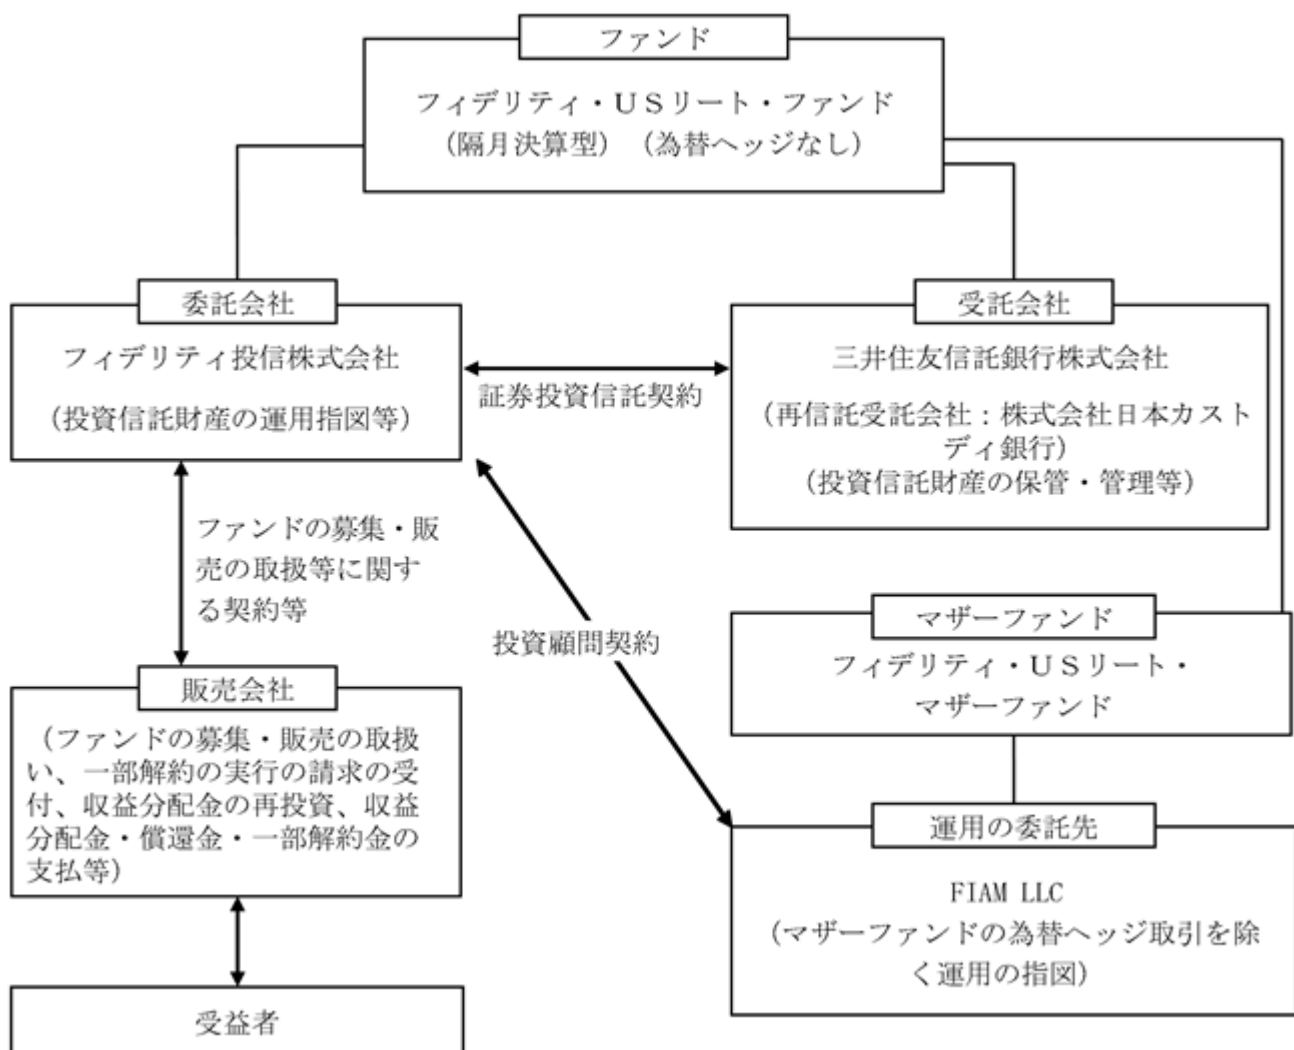 ファンド
フィデリティ・ＵＳリート・ファンド
（隔月決算型）（為替ヘッジなし）
委託会社
フィデリティ投信株式会社
（投資信託財産の運用指図等）
証券投資信託契約
受託会社
三井住友信託銀行株式会社
（再信託受託会社：株式会社日本カスト
ディ銀行）
（投資信託財産の保管・管理等）
ファンドの募集・販
売の取扱等に関す
る契約等
投資顧問契約
マザーファンド
フィデリティ・ＵＳリート・
マザーファンド
販売会社
（ファンドの募集・販売の取扱
い、一部解約の実行の請求の受
付、収益分配金の再投資、収益
分配金・償還金・一部解約金の
支払等）
運用の委託先
FIAM LLC
（マザーファンドの為替ヘッジ取引を除
く運用の指図）
受益者